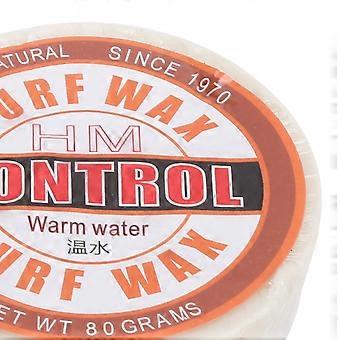 ATURAL SINCE 1970
URF WAX
HM
ONTROL
Warm water
温水
URF WAX
ET WT 80 GRAMS